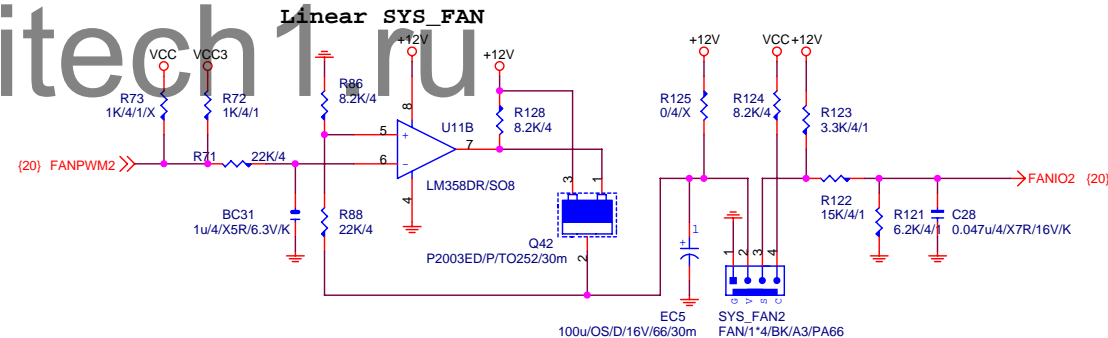 Linear SYS_FAN
itech1.ru
VCC
VCC3
+12V
+12V
+12V
VCC
+12V
R73
1K/4/1/X
R72
1K/4/1
R86
8.2K/4
8
U11B
R128
8.2K/4
R125
0/4/X
R124
8.2K/4
R123
3.3K/4/1
5
+
7
6
−
{20} FANPWM2
R71
22K/4
LM358DR/SO8
4
3
1
FANIO2 {20}
BC31
1u/4/X5R/6.3V/K
R88
22K/4
Q42
P2003ED/P/TO252/30m
2
R122
15K/4/1
R121
6.2K/4/1
C28
0.047u/4/X7R/16V/K
+
1
1
2
3
4
G
V
S
C
EC5
100u/OS/D/16V/66/30m
SYS_FAN2
FAN/1*4/BK/A3/PA66